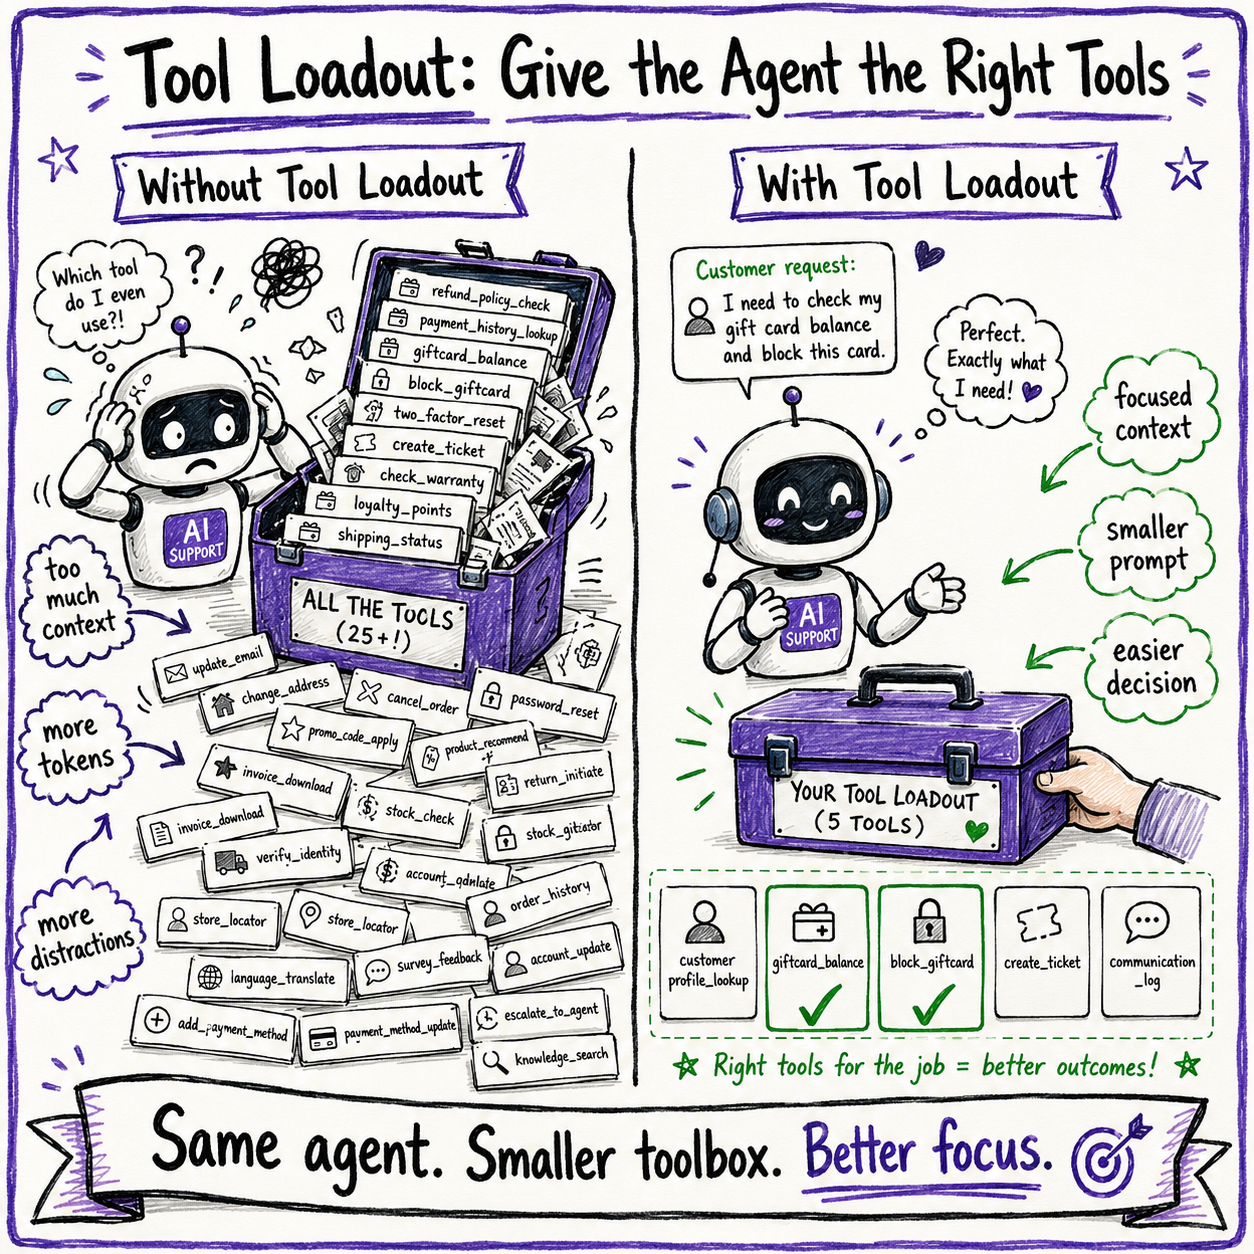 Tool Loadout: Give the Agent the Right Tools
Without Tool Loadout
Which tool
do I even
use?!
?!
refund_policy_check
payment_history_lookup
giftcard_balance
block_giftcard
two_factor_reset
create_ticket
check_warranty
loyalty_points
shipping_status
AI
SUPPORT
ALL THE TOOLS
(25+!)
too
much
context
more
tokens
more
distractions
update_email
change_address
cancel_order
password_reset
promo_code_apply
product_recommend
invoice_download
return_initiate
stock_check
invoice_download
verify_identity
account_qdnlate
order_history
store_locator
store_locator
survey_feedback
account_update
language_translate
add_payment_method
payment_method_update
escalate_to_agent
knowledge_search
With Tool Loadout
Customer request:
I need to check my
gift card balance
and block this card.
Perfect.
Exactly what
I need!
focused
context
smaller
prompt
easier
decision
AI
SUPPORT
YOUR TOOL LOADOUT
(5 TOOLS)
customer
profile_lookup
giftcard_balance
block_giftcard
create_ticket
communication
_log
Right tools for the job = better outcomes!
Same agent. Smaller toolbox. Better focus.